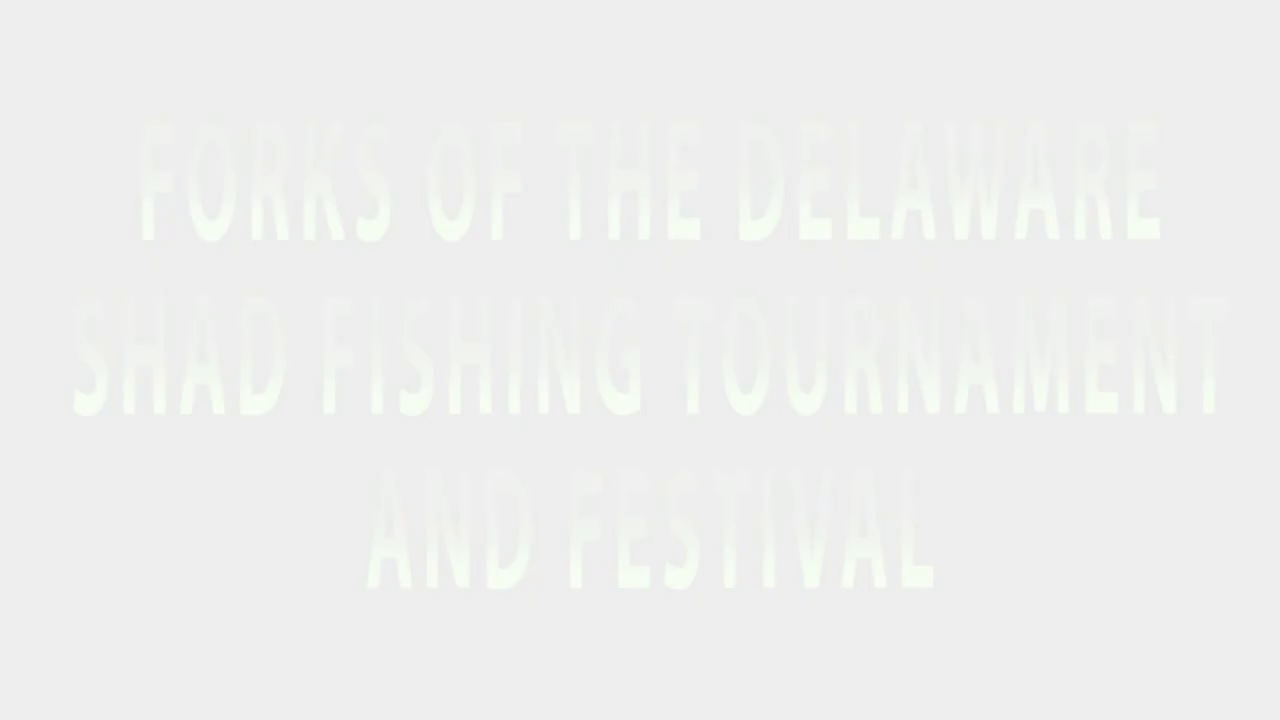 FORKS OF THE DELAWARE
SHAD FISHING TOURNAMENT
AND FESTIVAL